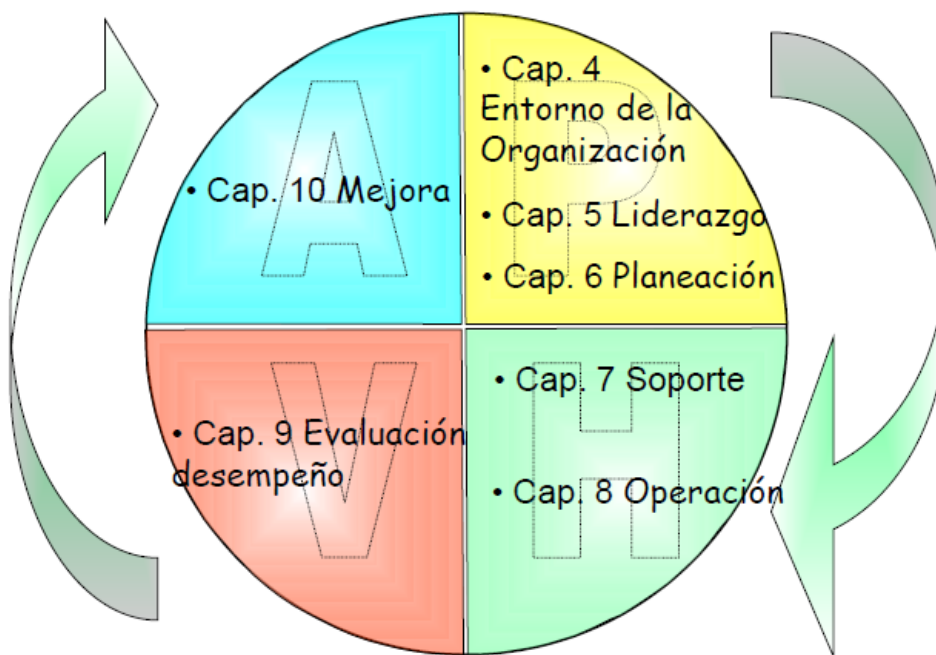 A
• Cap. 10 Mejora
P
• Cap. 4
Entorno de la
Organización
• Cap. 5 Liderazgo
• Cap. 6 Planeación
V
• Cap. 9 Evaluación
desempeño
H
• Cap. 7 Soporte
• Cap. 8 Operación